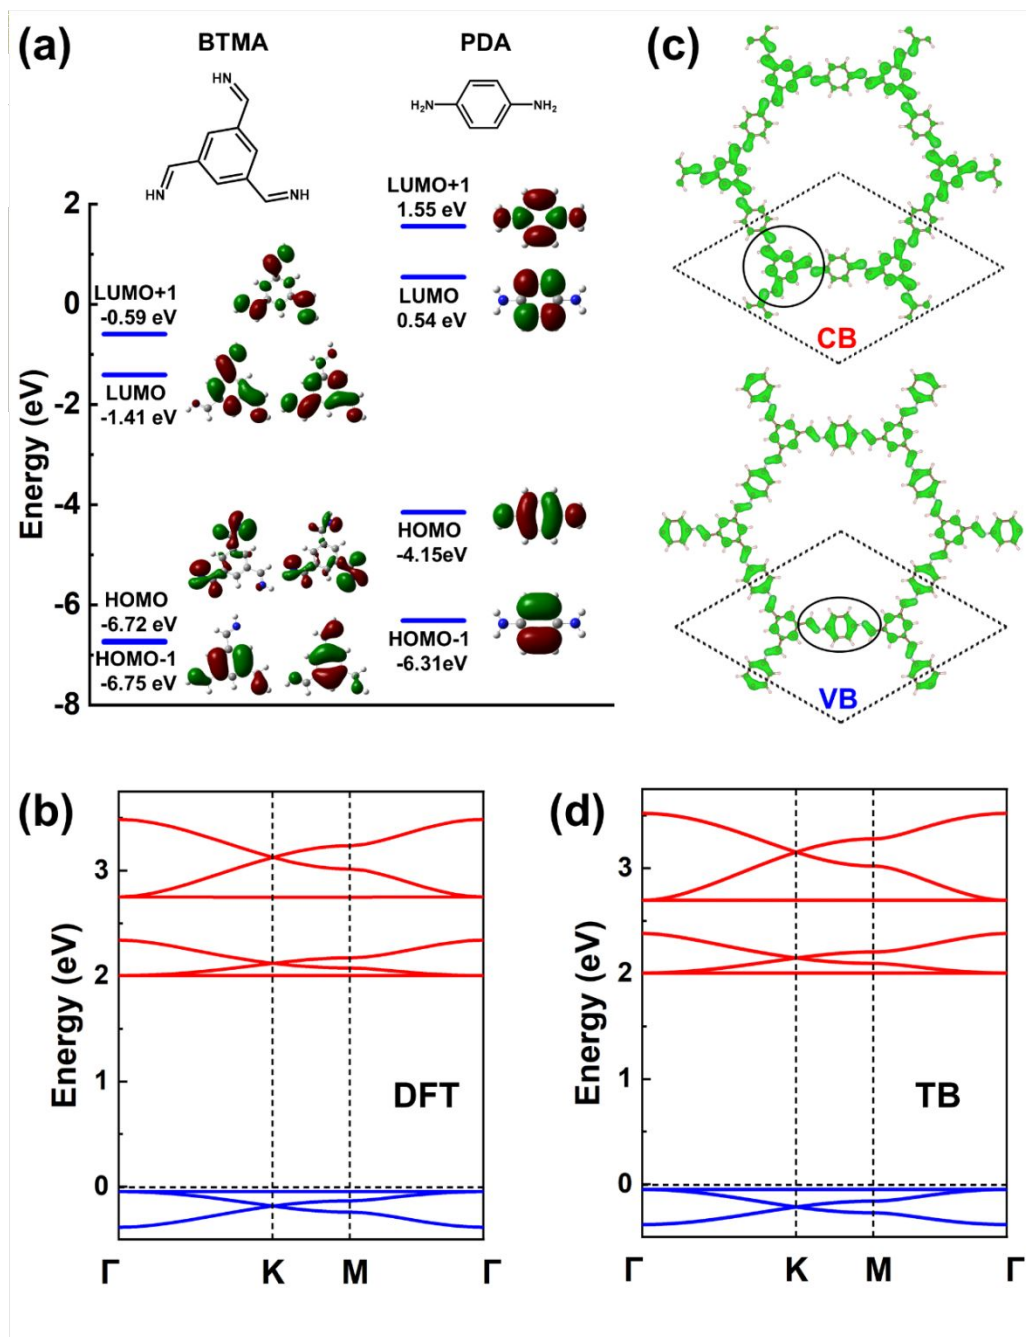 (a)
BTMA
PDA
HN
N
NH
H₂N
NH₂
Energy (eV)
2
0
-2
-4
-6
-8
LUMO+1
-0.59 eV
LUMO
-1.41 eV
HOMO
-6.72 eV
HOMO-1
-6.75 eV
LUMO+1
1.55 eV
LUMO
0.54 eV
HOMO
-4.15eV
HOMO-1
-6.31eV
(c)
CB
VB
(b)
Energy (eV)
3
2
1
0
DFT
Γ
K
M
Γ
(d)
Energy (eV)
3
2
1
0
TB
Γ
K
M
Γ